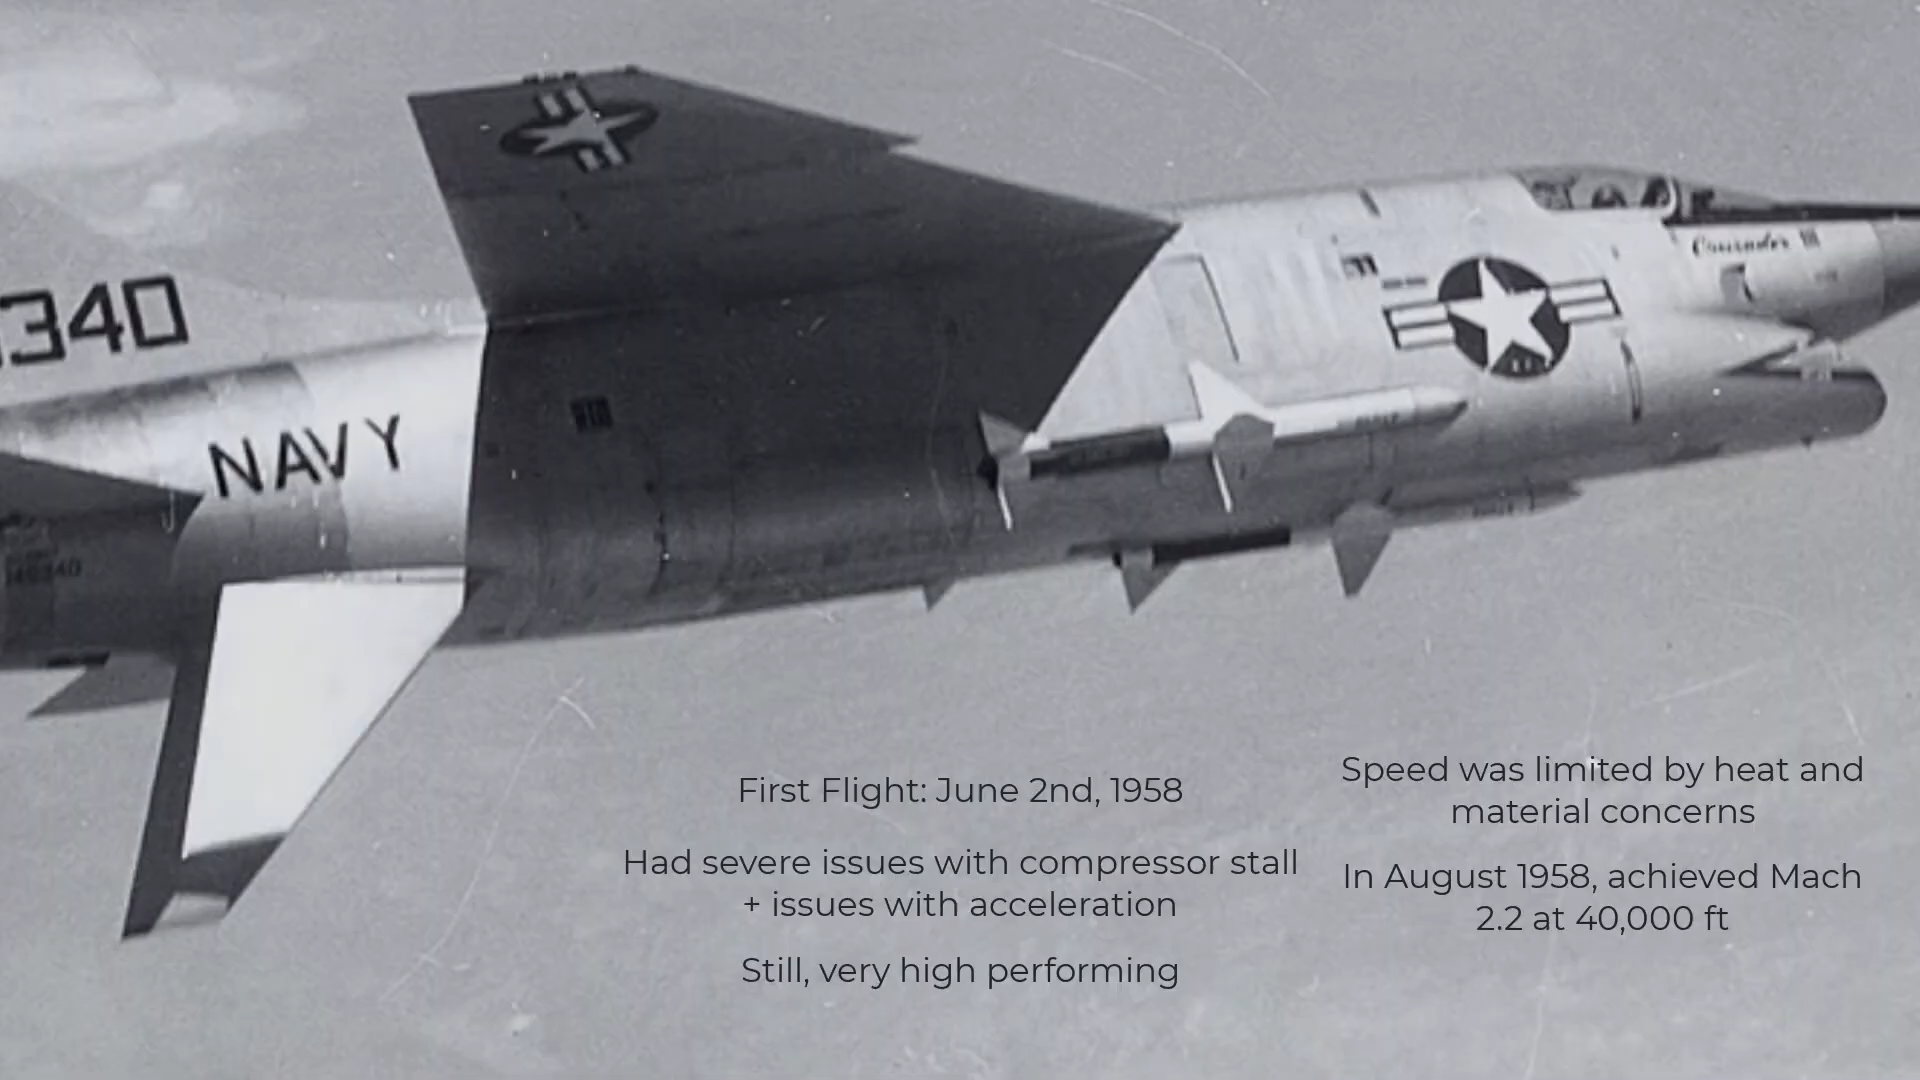 340
NAVY
Crusader III
146340
First Flight: June 2nd, 1958
Had severe issues with compressor stall
+ issues with acceleration
Still, very high performing
Speed was limited by heat and
material concerns
In August 1958, achieved Mach
2.2 at 40,000 ft